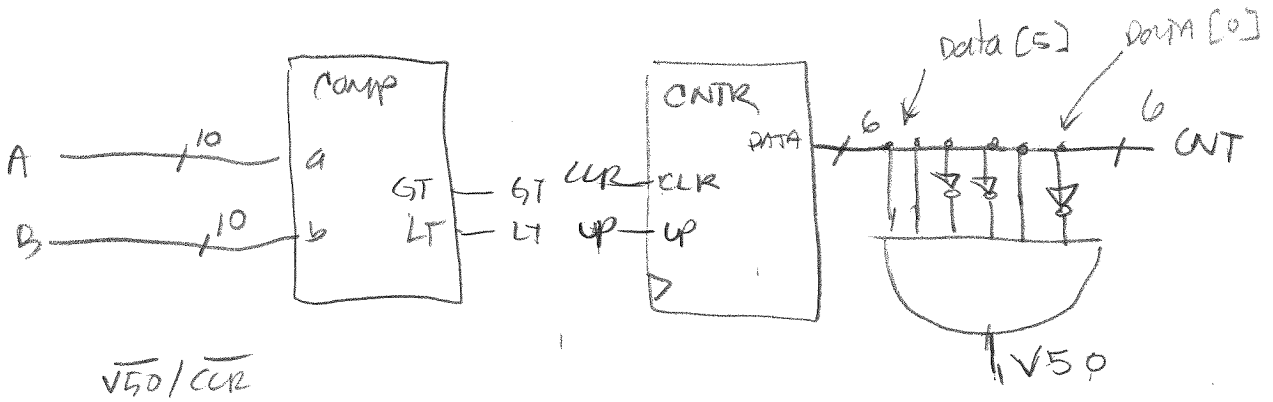 Data [5]
DATA [0]
COMP
CNTR
A
10
a
DATA
6
6
CNT
GT
GT
CLR
CLR
B
10
b
LT
LT
UP
UP
V50
V50/CLR